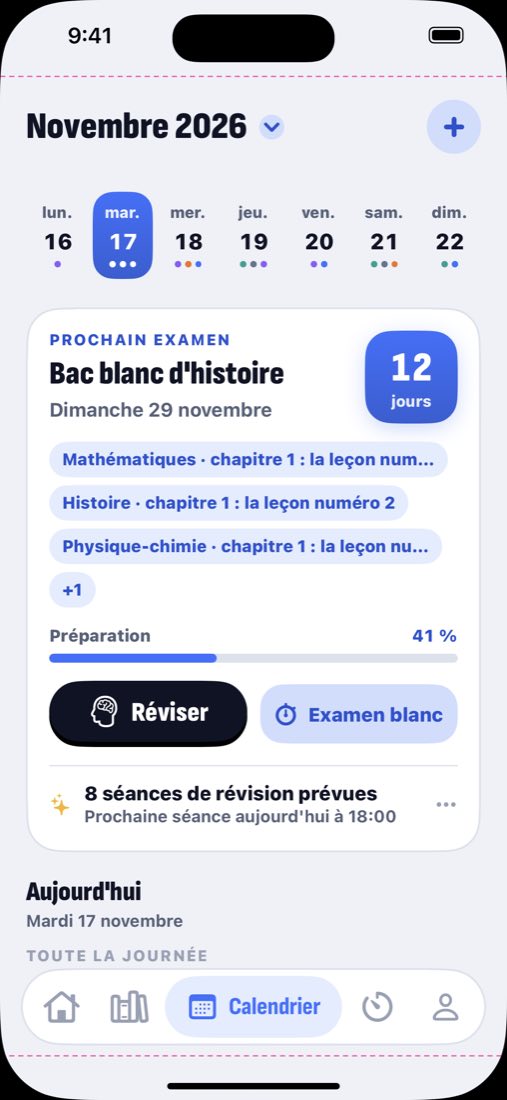 9:41
Novembre 2026
lun. mar. mer. jeu. ven. sam. dim.
16 17 18 19 20 21 22
PROCHAIN EXAMEN
Bac blanc d'histoire
Dimanche 29 novembre
12
jours
Mathématiques · chapitre 1 : la leçon num...
Histoire · chapitre 1 : la leçon numéro 2
Physique-chimie · chapitre 1 : la leçon nu...
+1
Préparation 41 %
Réviser
Examen blanc
8 séances de révision prévues
Prochaine séance aujourd'hui à 18:00
Aujourd'hui
Mardi 17 novembre
TOUTE LA JOURNÉE
Calendrier